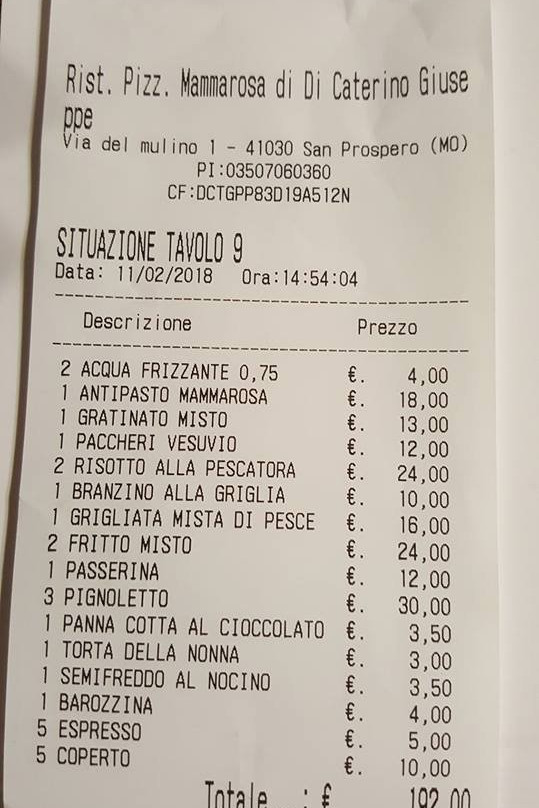 Rist. Pizz. Mammarosa di Di Caterino Giuse
ppe
Via del mulino 1 - 41030 San Prospero (MO)
PI:03507060360
CF:DCTGPP83D19A512N
SITUAZIONE TAVOLO 9
Data: 11/02/2018 Ora:14:54:04
Descrizione Prezzo
2 ACQUA FRIZZANTE 0,75 €. 4,00
1 ANTIPASTO MAMMAROSA €. 18,00
1 GRATINATO MISTO €. 13,00
1 PACCHERI VESUVIO €. 12,00
2 RISOTTO ALLA PESCATORA €. 24,00
1 BRANZINO ALLA GRIGLIA €. 10,00
1 GRIGLIATA MISTA DI PESCE €. 16,00
2 FRITTO MISTO €. 24,00
1 PASSERINA €. 12,00
3 PIGNOLETTO €. 30,00
1 PANNA COTTA AL CIOCCOLATO €. 3,50
1 TORTA DELLA NONNA €. 3,00
1 SEMIFREDDO AL NOCINO €. 3,50
1 BAROZZINA €. 4,00
5 ESPRESSO €. 5,00
5 COPERTO €. 10,00
Totale : € 192,00